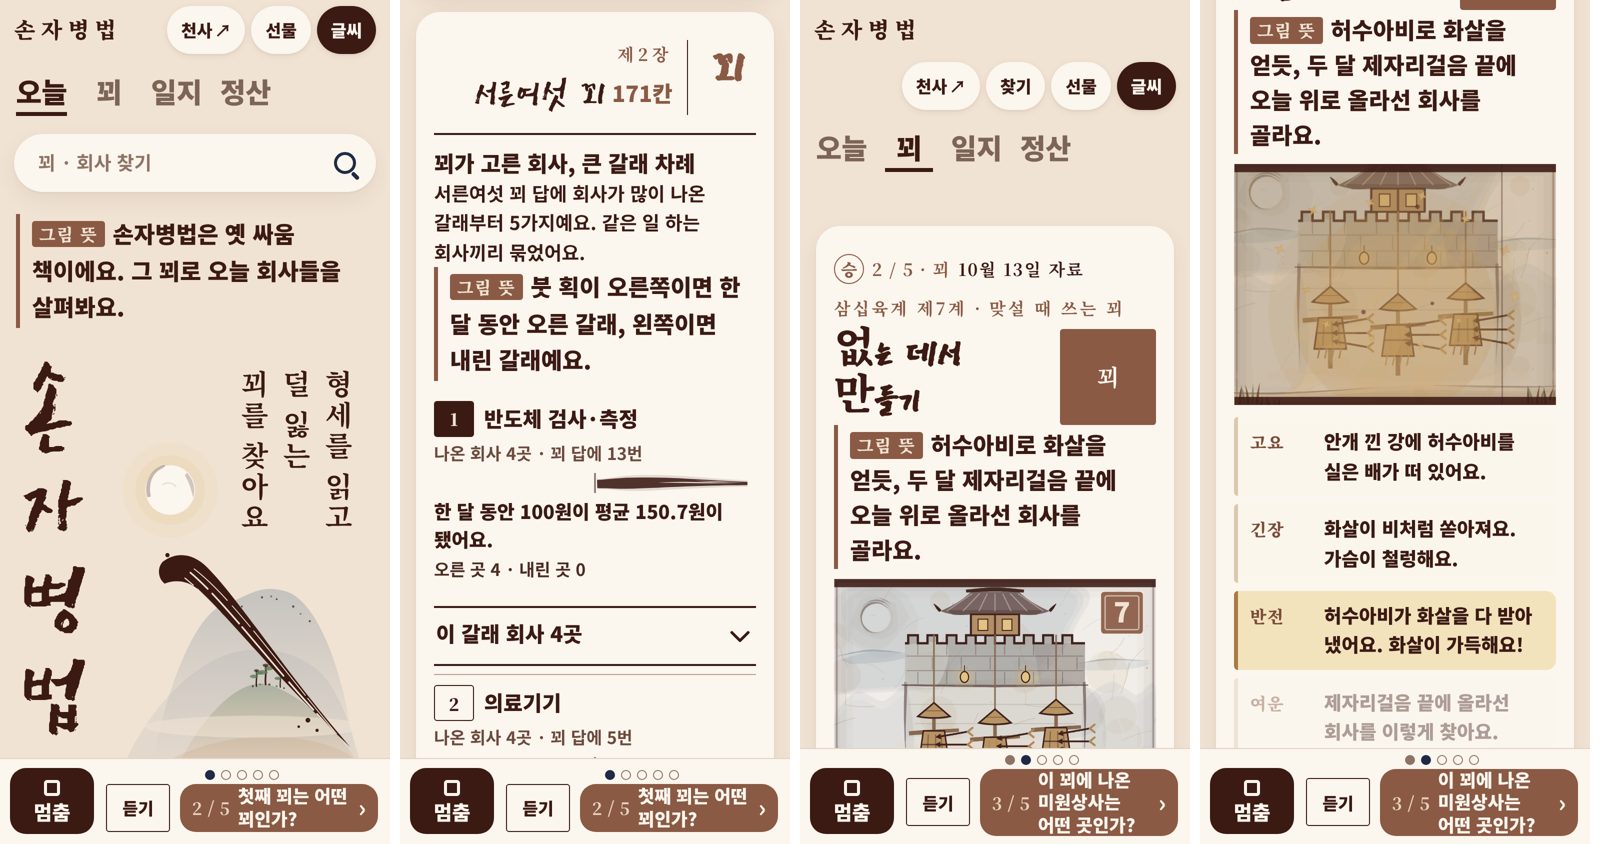 손자병법
천사↗ 선물 글씨
오늘 꾀 일지 정산
꾀 · 회사 찾기
그림 뜻 손자병법은 옛 싸움
책이에요. 그 꾀로 오늘 회사들을
살펴봐요.
형세를 읽고
덜 잃는
꾀를 찾아요
손자병법
멈춤
듣기
2 / 5 첫째 꾀는 어떤
꾀인가? ›
제2장
서른여섯 꾀 171칸
꾀
꾀가 고른 회사, 큰 갈래 차례
서른여섯 꾀 답에 회사가 많이 나온
갈래부터 5가지예요. 같은 일 하는
회사끼리 묶었어요.
그림 뜻 붓 획이 오른쪽이면 한
달 동안 오른 갈래, 왼쪽이면
내린 갈래예요.
1 반도체 검사·측정
나온 회사 4곳 · 꾀 답에 13번
한 달 동안 100원이 평균 150.7원이
됐어요.
오른 곳 4 · 내린 곳 0
이 갈래 회사 4곳
2 의료기기
나온 회사 4곳 · 꾀 답에 5번
멈춤
듣기
2 / 5 첫째 꾀는 어떤
꾀인가? ›
손자병법
천사↗ 찾기 선물 글씨
오늘 꾀 일지 정산
승 2 / 5 · 꾀 10월 13일 자료
삼십육계 제7계 · 맞설 때 쓰는 꾀
없는 데서
만들기
꾀
그림 뜻 허수아비로 화살을
얻듯, 두 달 제자리걸음 끝에
오늘 위로 올라선 회사를
골라요.
7
멈춤
듣기
3 / 5 이 꾀에 나온
미원상사는
어떤 곳인가? ›
그림 뜻 허수아비로 화살을
얻듯, 두 달 제자리걸음 끝에
오늘 위로 올라선 회사를
골라요.
고요 안개 낀 강에 허수아비를
실은 배가 떠 있어요.
긴장 화살이 비처럼 쏟아져요.
가슴이 철렁해요.
반전 허수아비가 화살을 다 받아
냈어요. 화살이 가득해요!
여운 제자리걸음 끝에 올라선
회사를 이렇게 찾아요.
멈춤
듣기
3 / 5 이 꾀에 나온
미원상사는
어떤 곳인가? ›